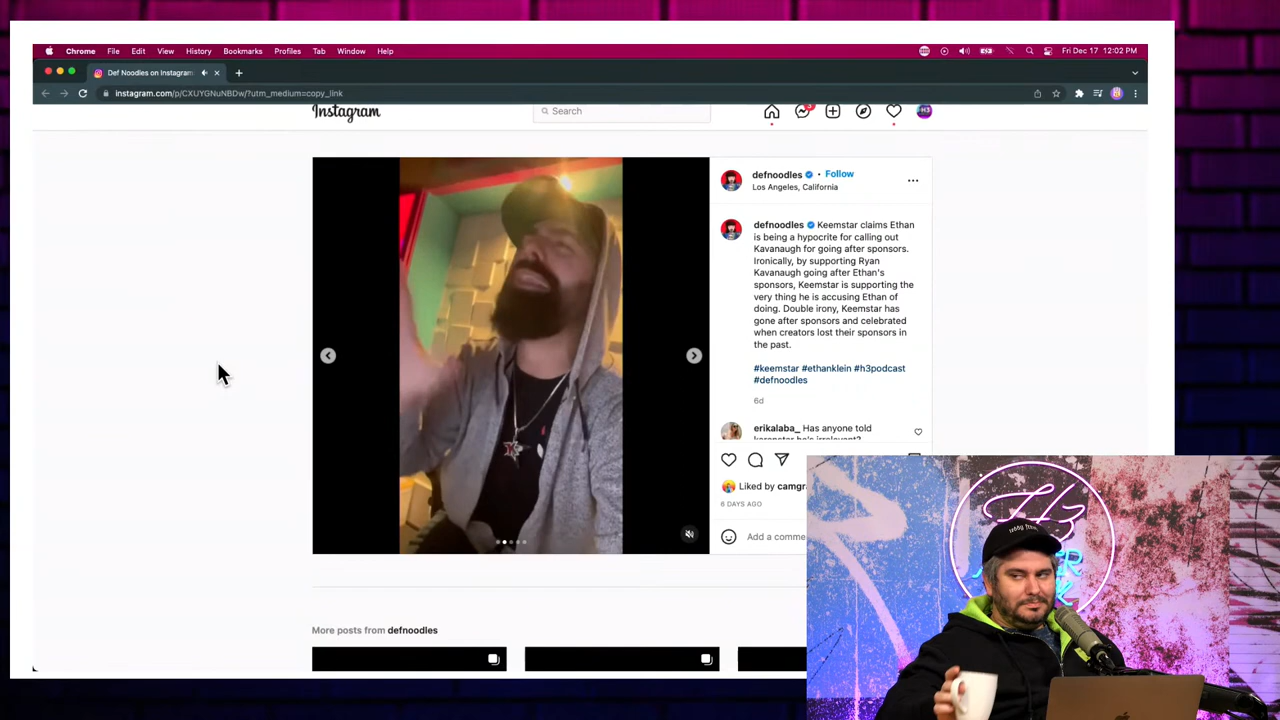 Chrome File Edit View History Bookmarks Profiles Tab Window Help
Fri Dec 17 12:02 PM
Def Noodles on Instagram
instagram.com/p/CXUYGNuNBDw/?utm_medium=copy_link
Instagram
Search
defnoodles • Follow
Los Angeles, California
defnoodles Keemstar claims Ethan
is being a hypocrite for calling out
Kavanaugh for going after sponsors.
Ironically, by supporting Ryan
Kavanaugh going after Ethan's
sponsors, Keemstar is supporting the
very thing he is accusing Ethan of
doing. Double irony, Keemstar has
gone after sponsors and celebrated
when creators lost their sponsors in
the past.
#keemstar #ethanklein #h3podcast
#defnoodles
6d
erikalaba_ Has anyone told
Liked by camgr
6 DAYS AGO
Add a comme
More posts from defnoodles
H3